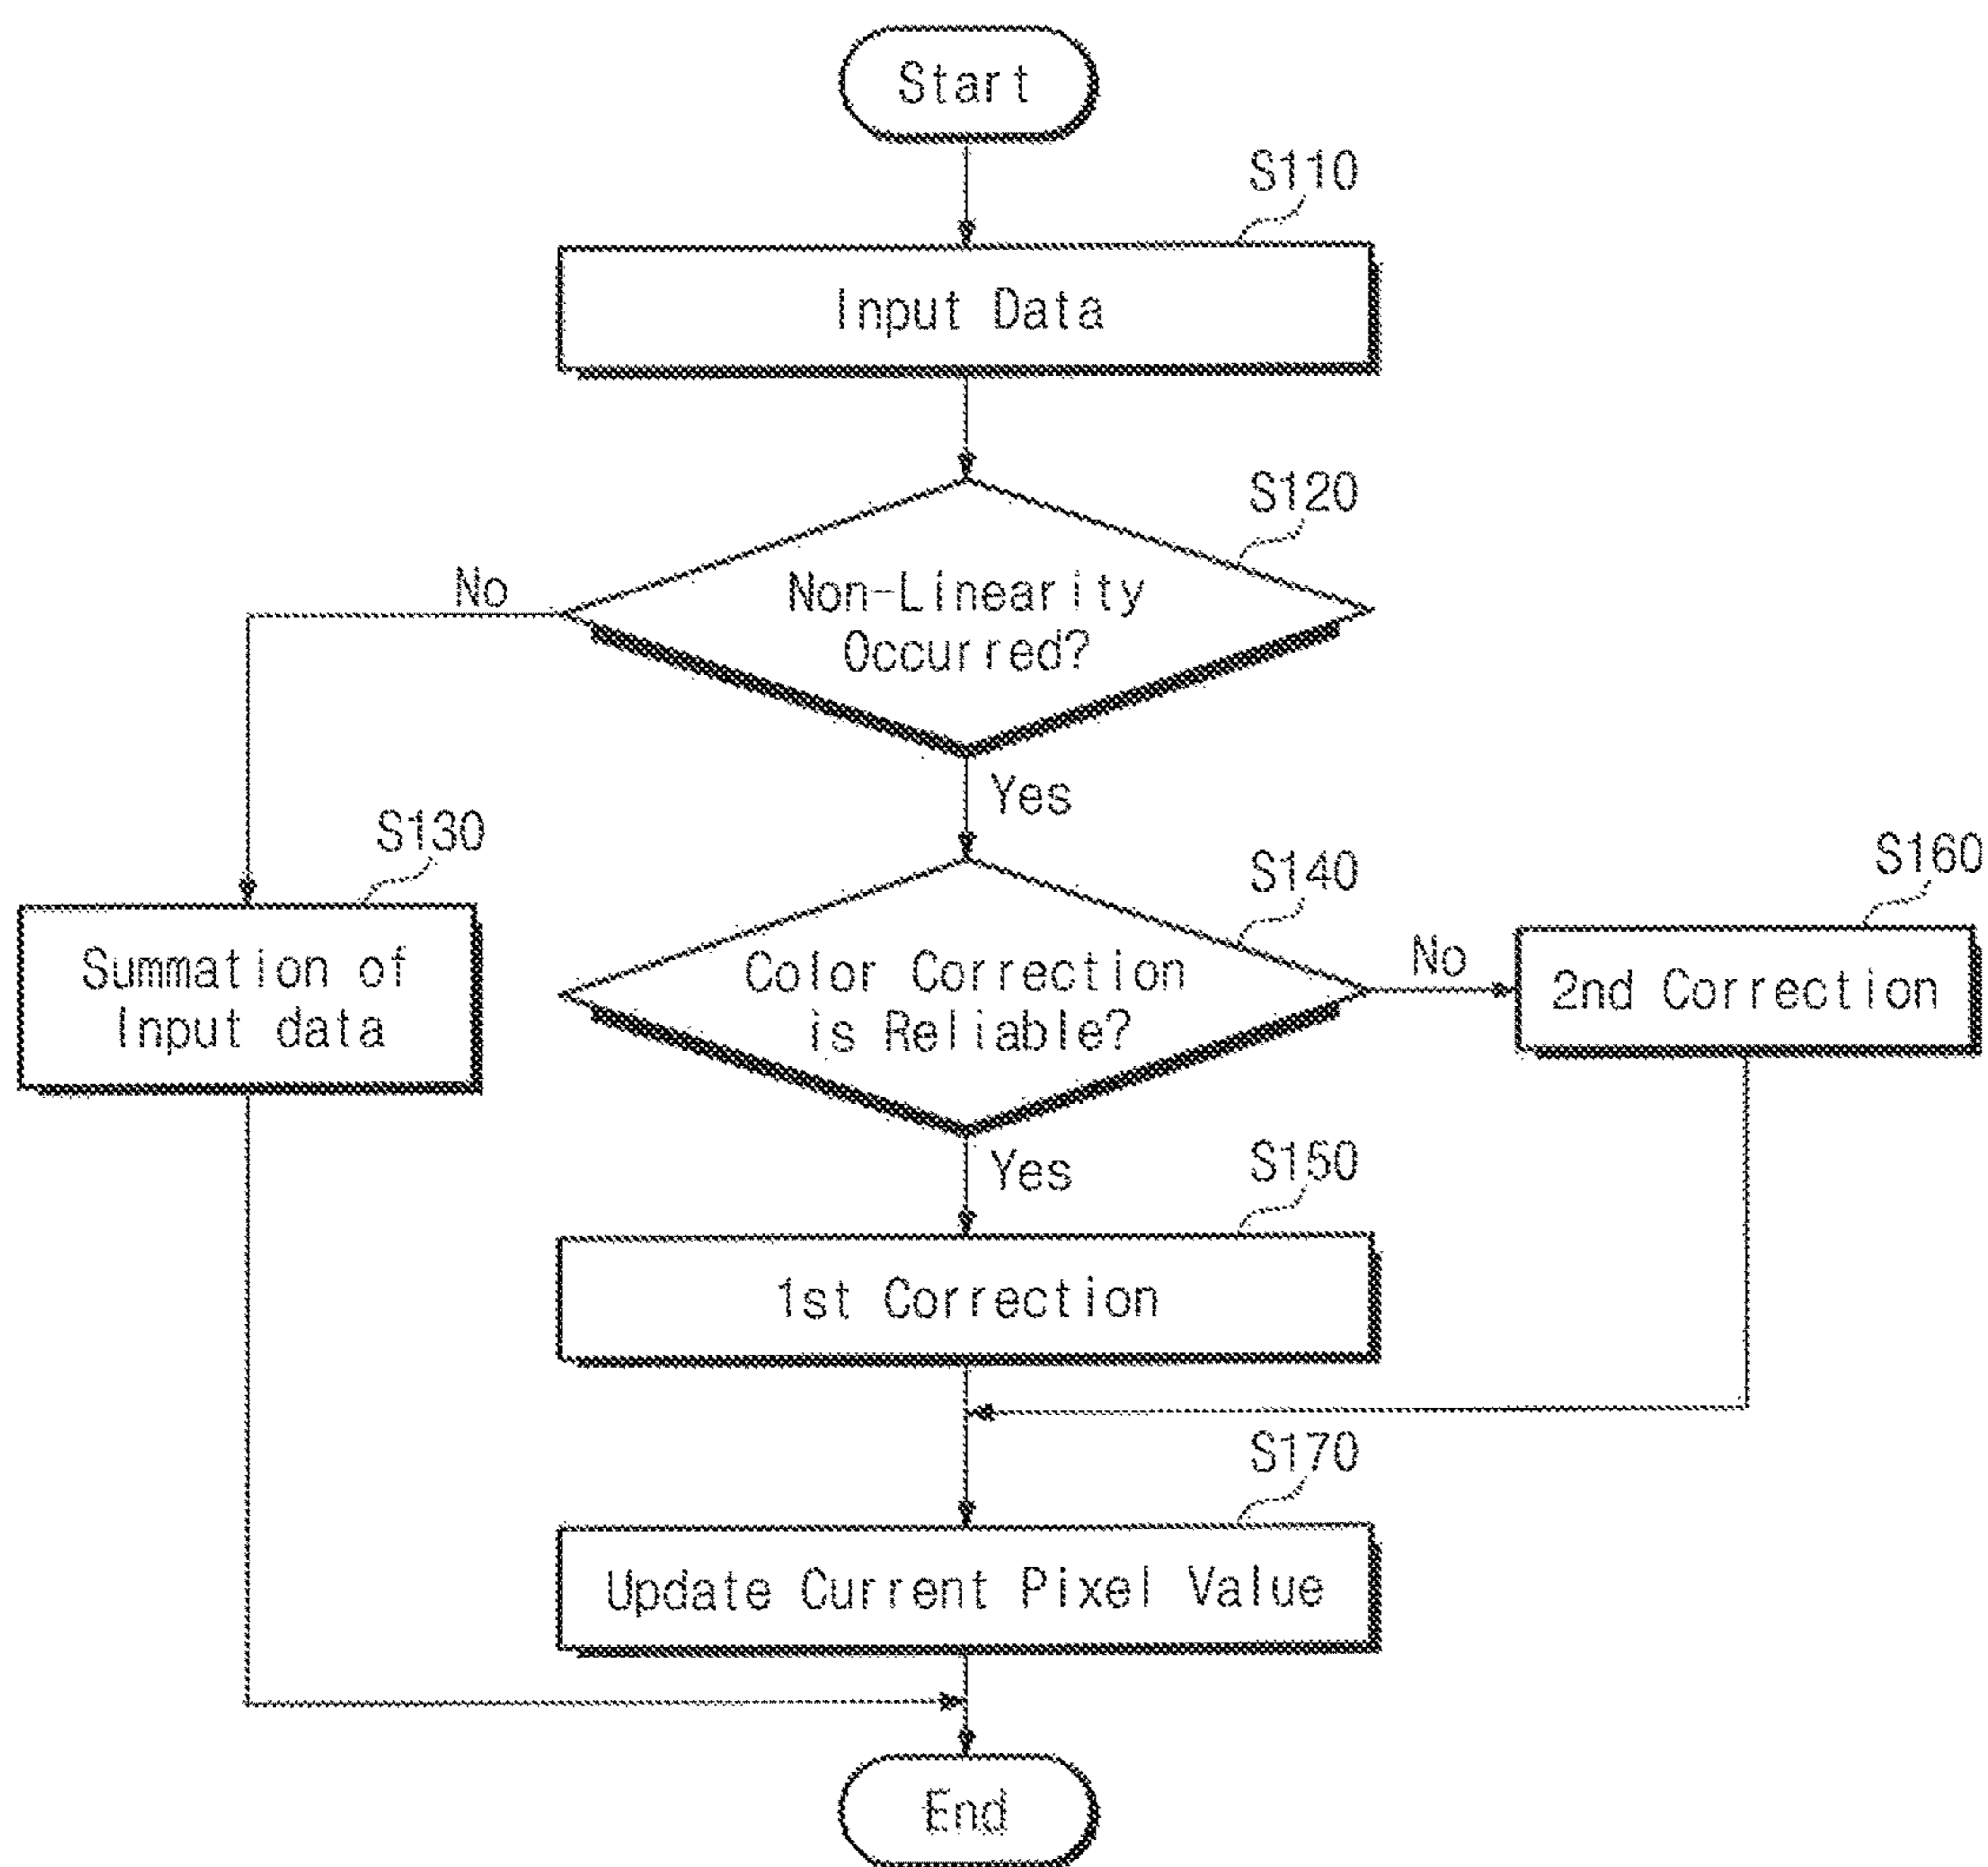 Start
S110
Input Data
S120
Non-Linearity
Occurred?
No
Yes
S130
Summation of
Input data
S140
Color Correction
is Reliable?
No
S160
2nd Correction
Yes
S150
1st Correction
S170
Update Current Pixel Value
End